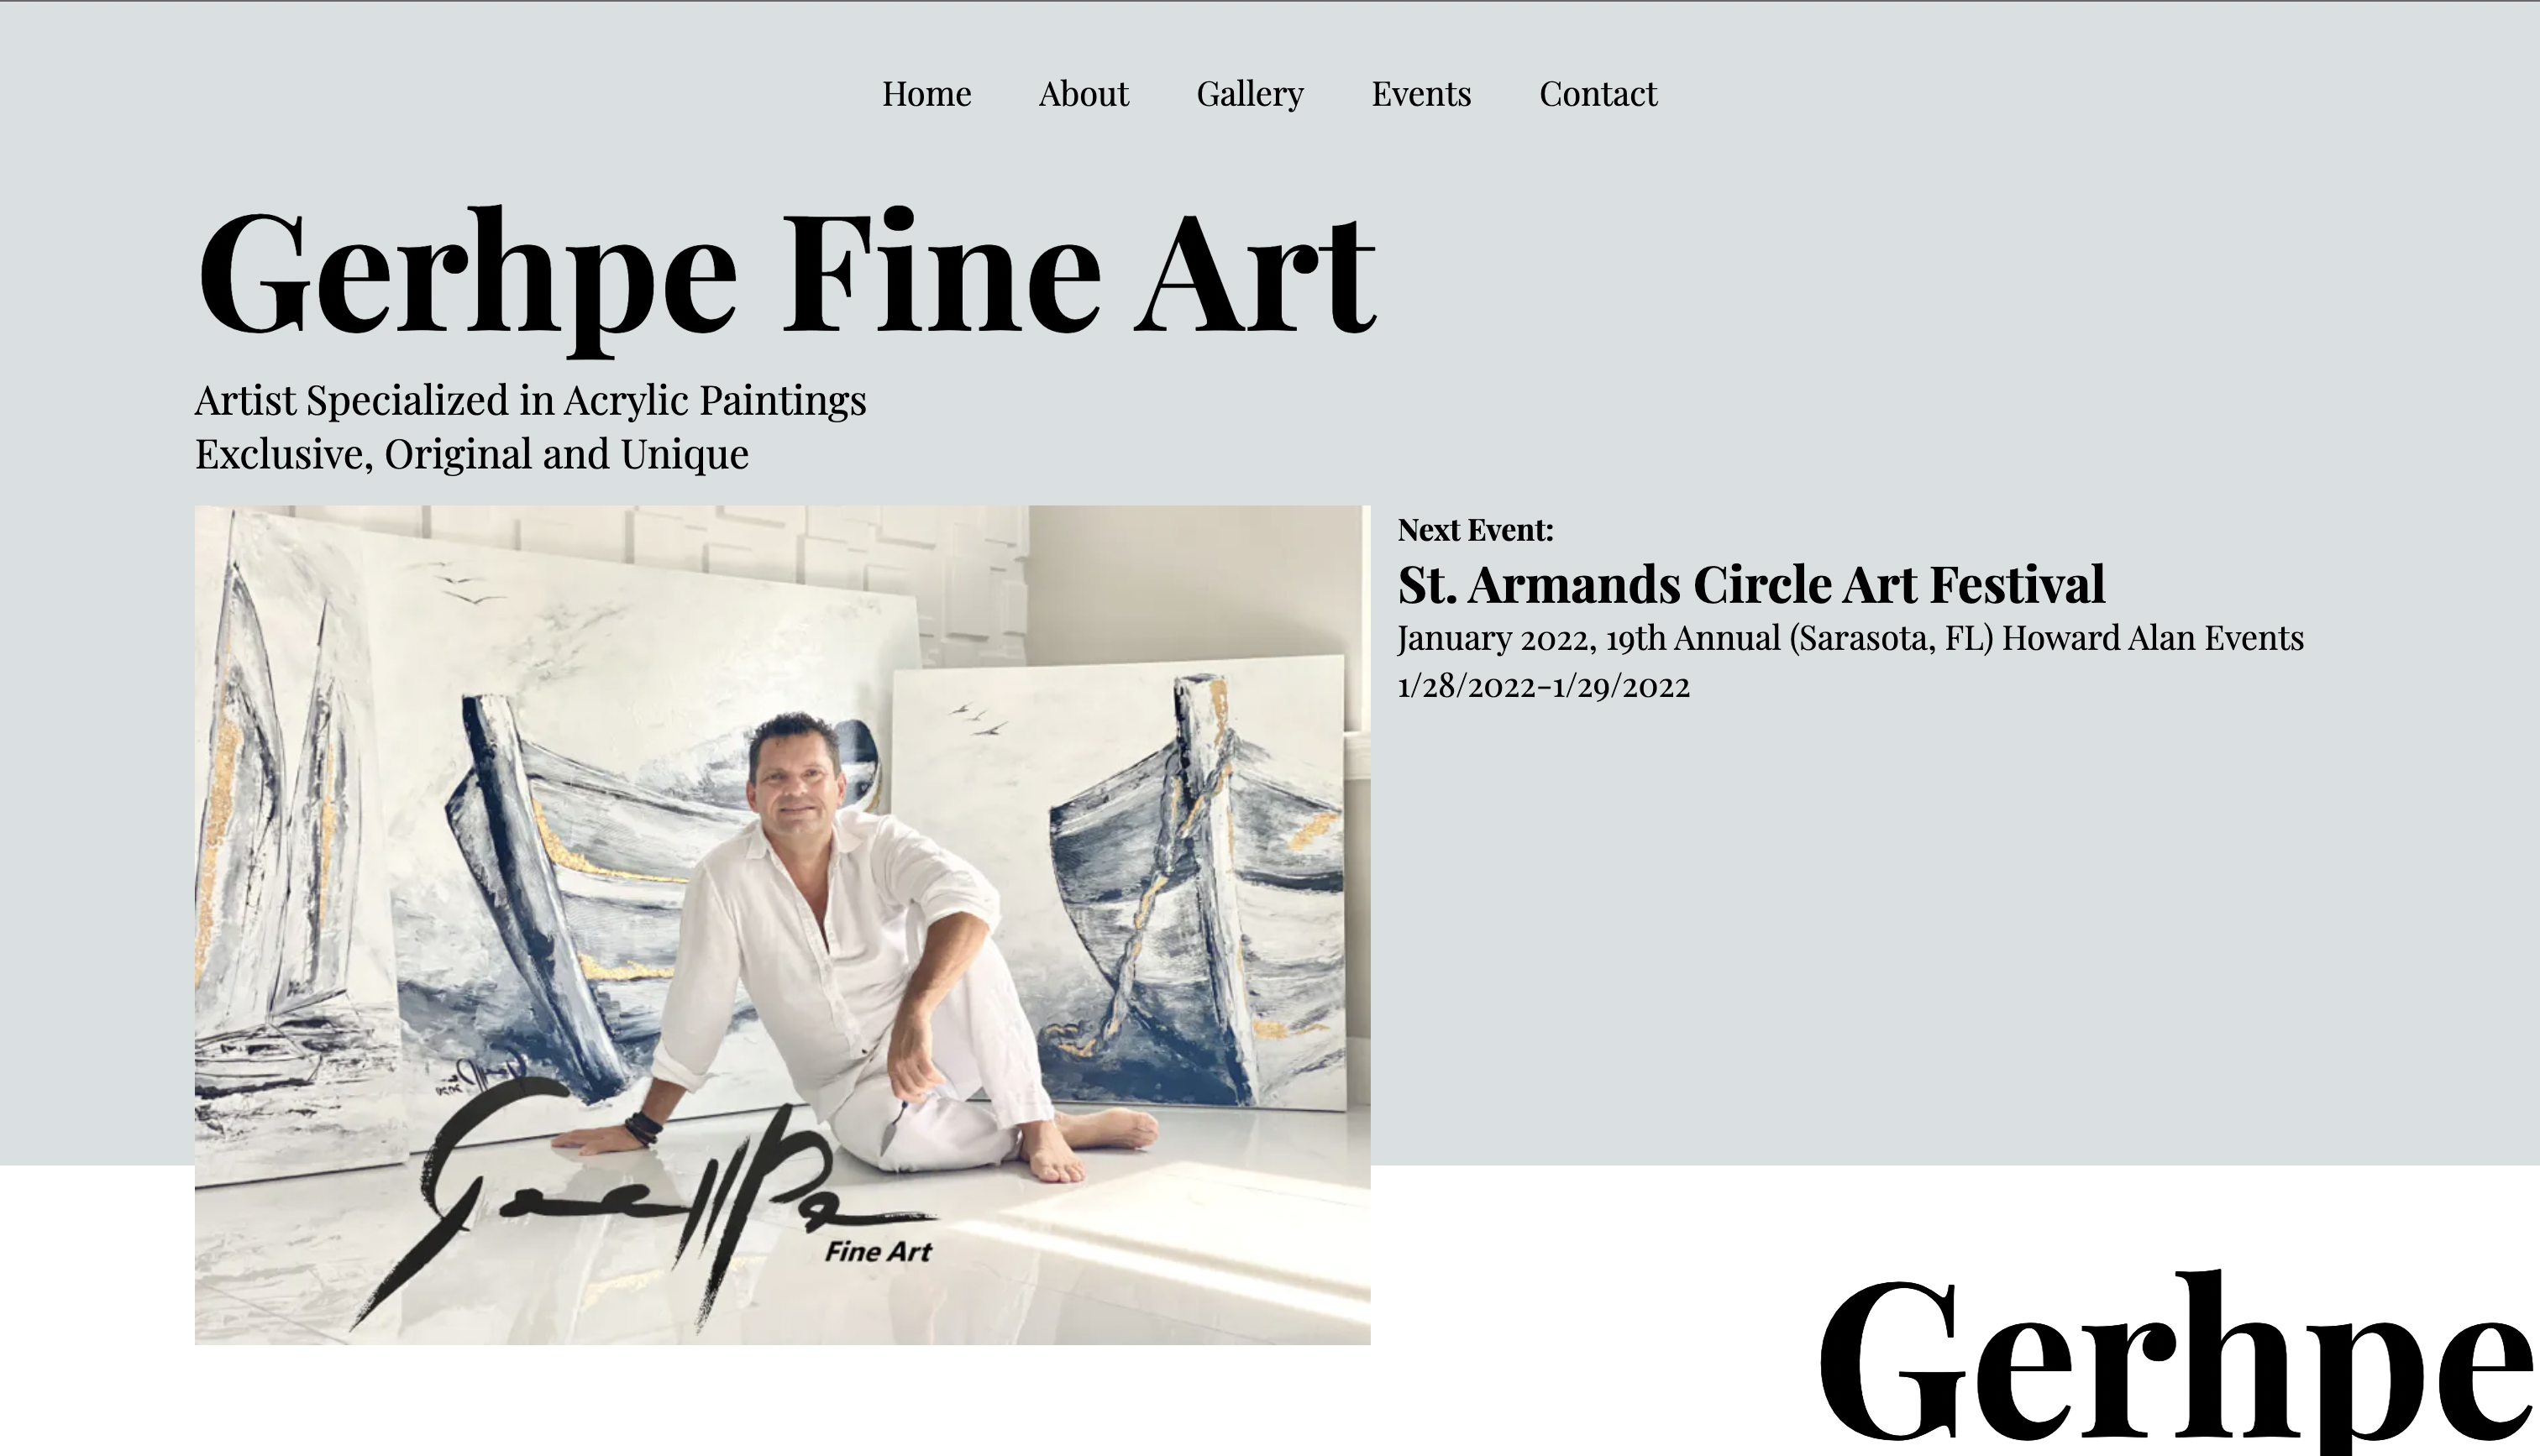 Home About Gallery Events Contact
Gerhpe Fine Art
Artist Specialized in Acrylic Paintings
Exclusive, Original and Unique
Next Event:
St. Armands Circle Art Festival
January 2022, 19th Annual (Sarasota, FL) Howard Alan Events
1/28/2022-1/29/2022
Fine Art
Gerhpe